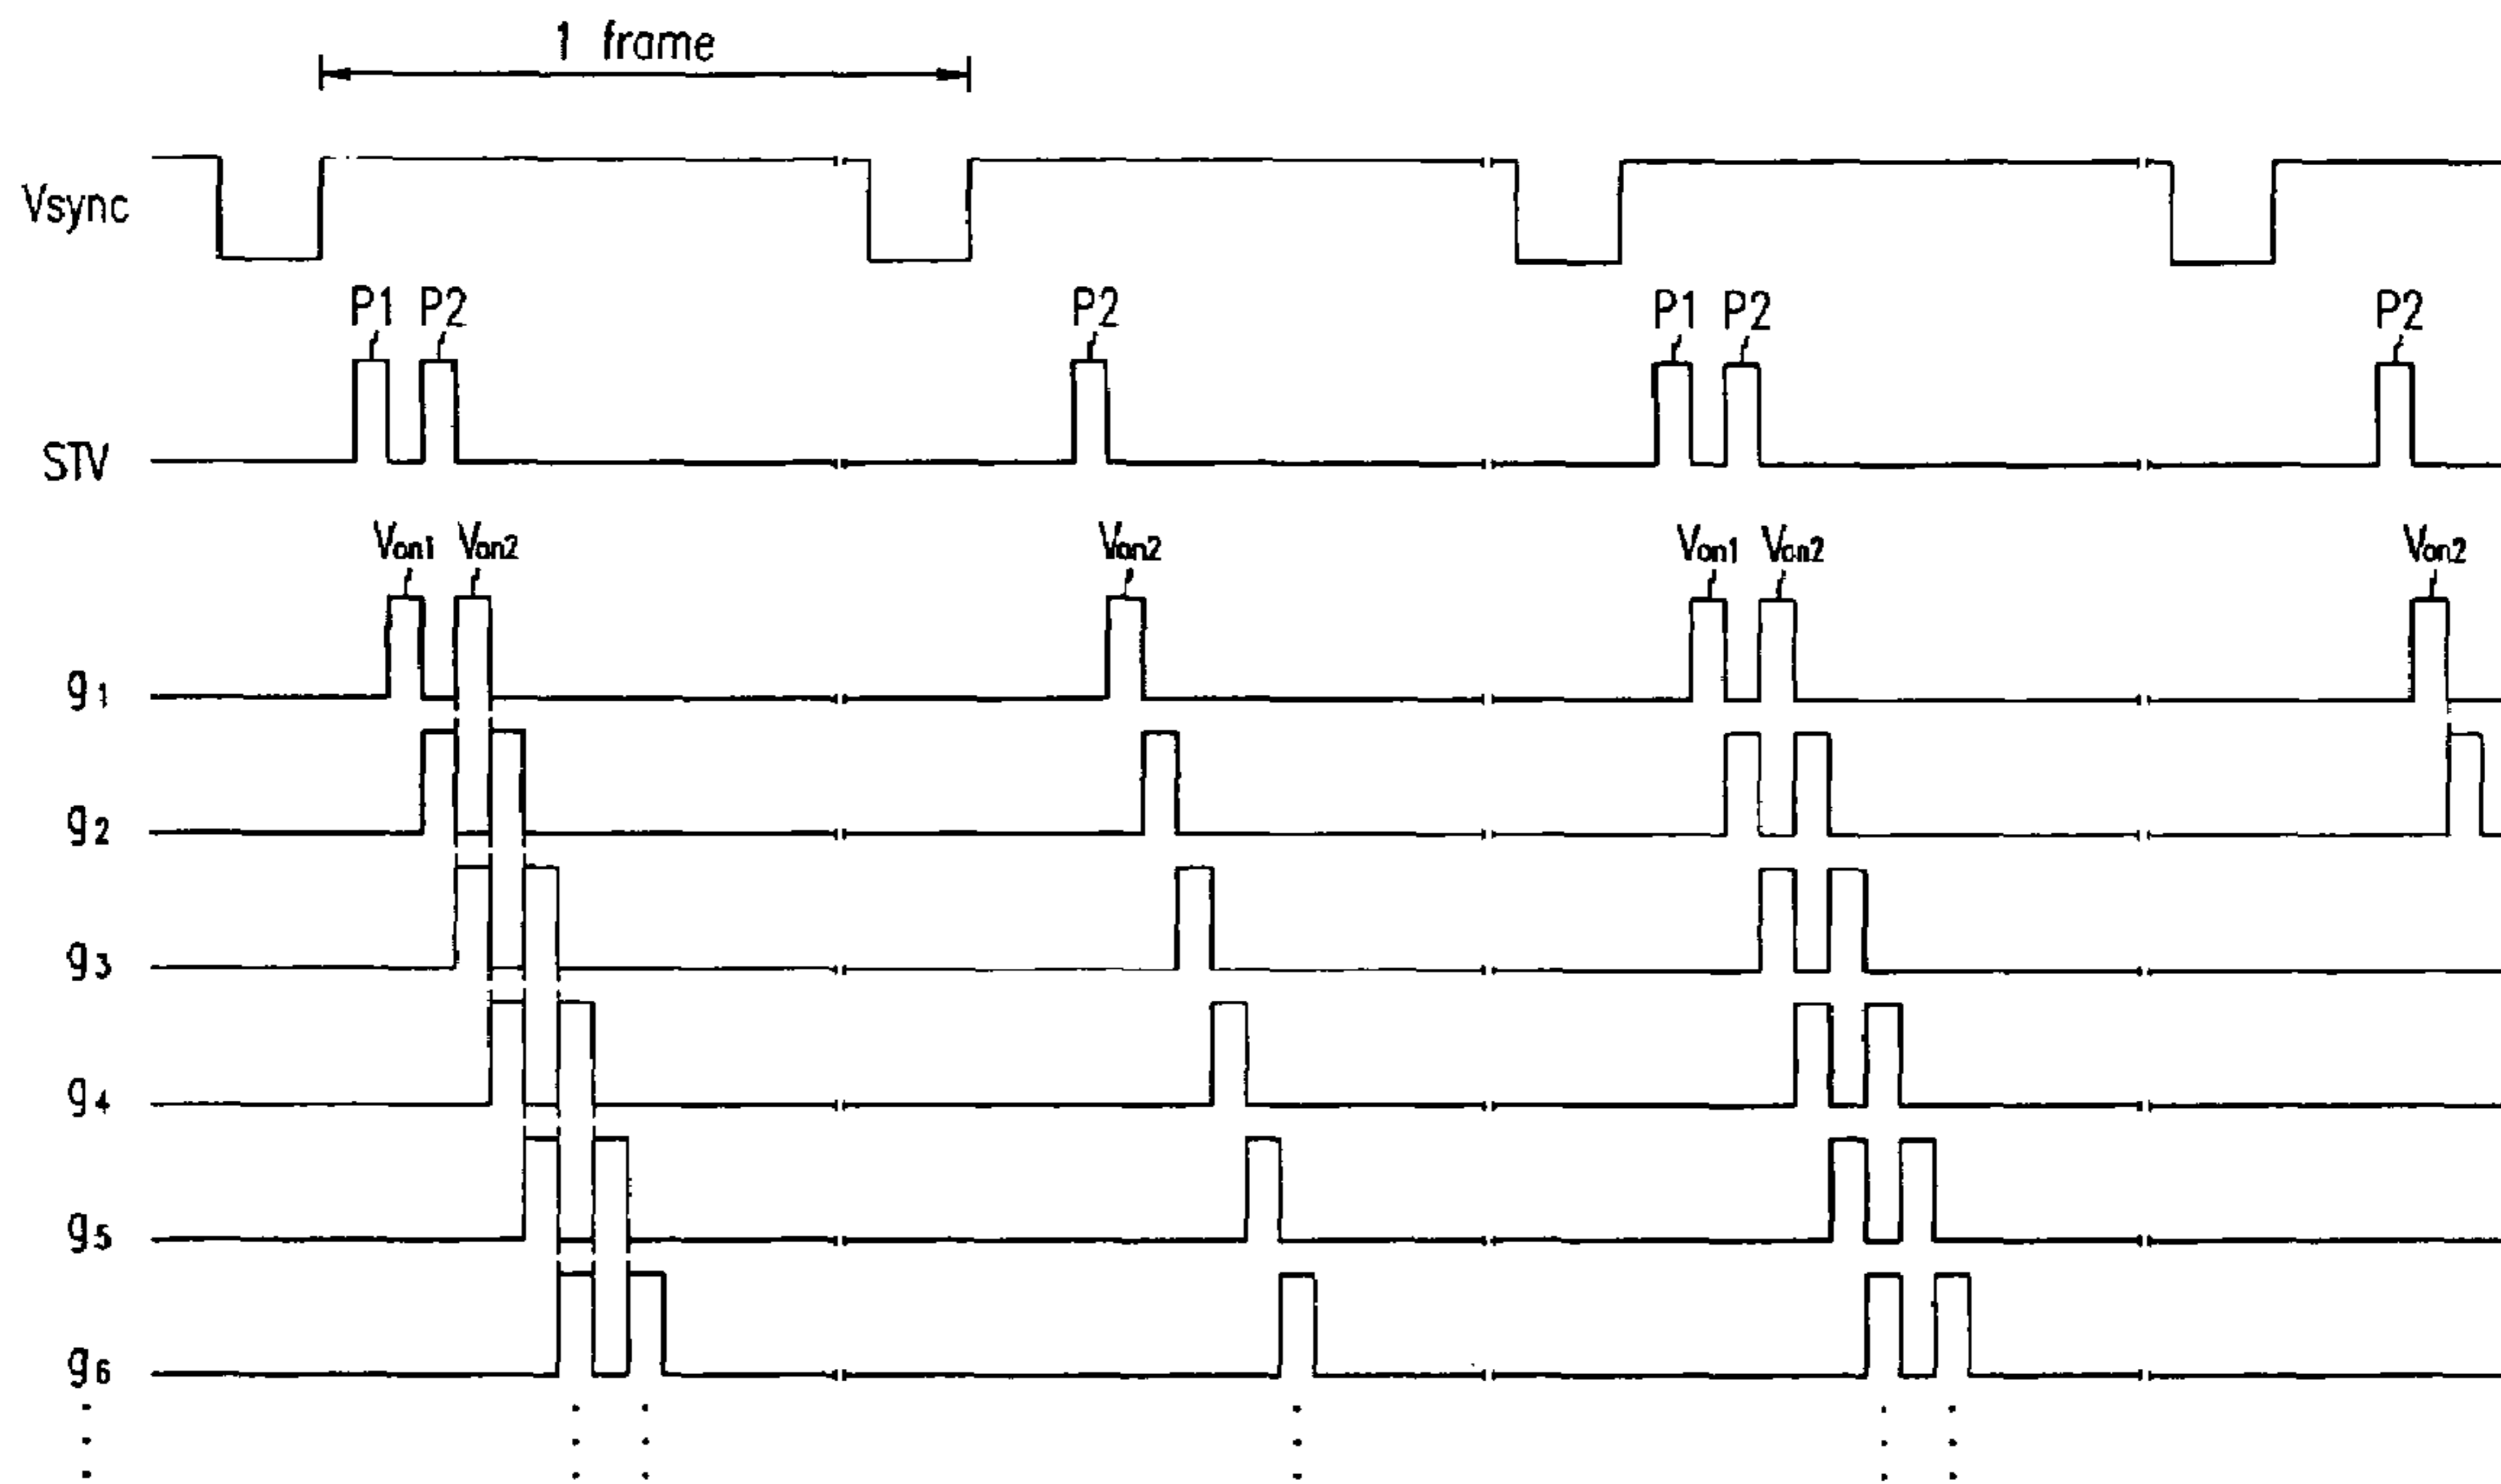 1 frame
Vsync
P1 P2 P2 P1 P2 P2
STV
Von1 Von2 Von2 Von1 Von2 Von2
g1
g2
g3
g4
g5
g6